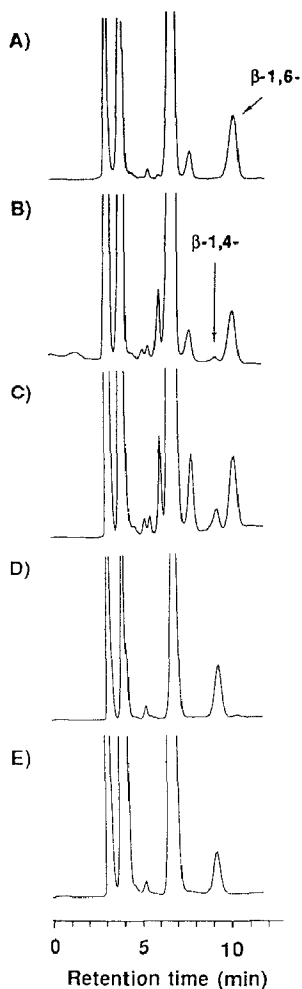 A)
β-1,6-
B)
β-1,4-
C)
D)
E)
0 5 10
Retention time (min)